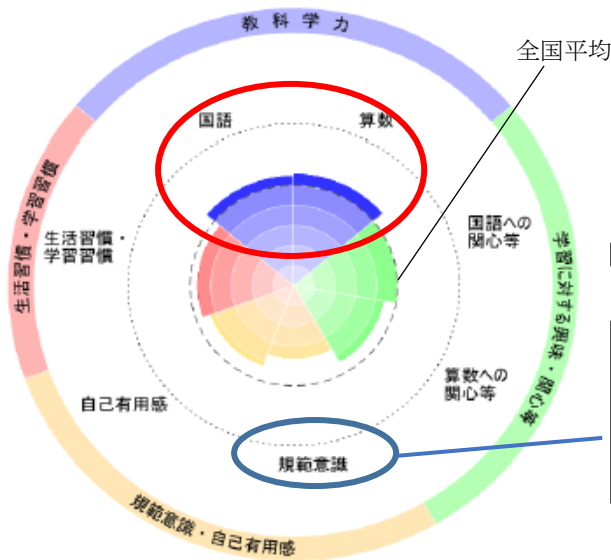 教科学力
全国平均
国語
算数
生活習慣・学習習慣
生活習慣・
学習習慣
国語への
関心等
学習に対する興味・関心等
算数への
関心等
自己有用感
規範意識
規範意識・自己有用感